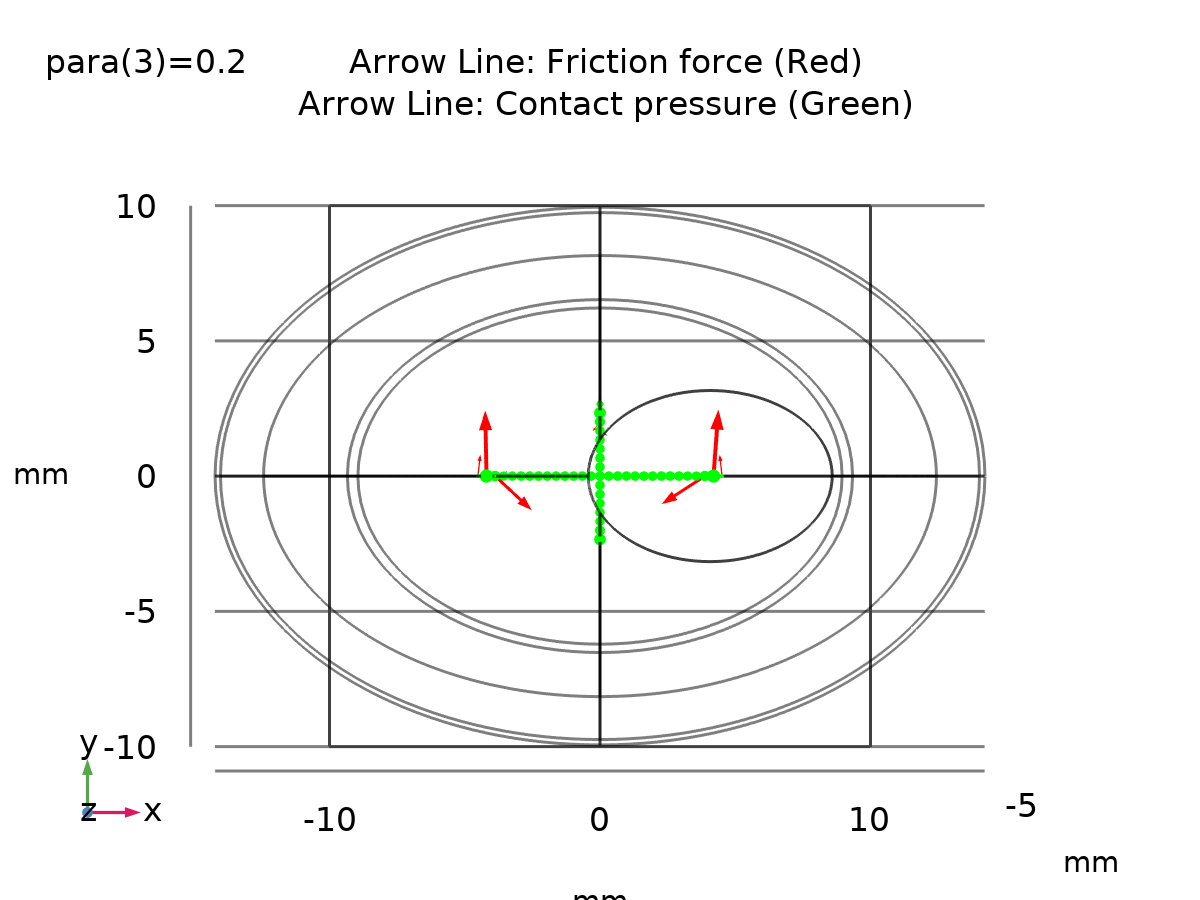 para(3)=0.2
Arrow Line: Friction force (Red)
Arrow Line: Contact pressure (Green)
10
5
mm
0
-5
-10
y
z
x
-10
0
10
-5
mm
mm